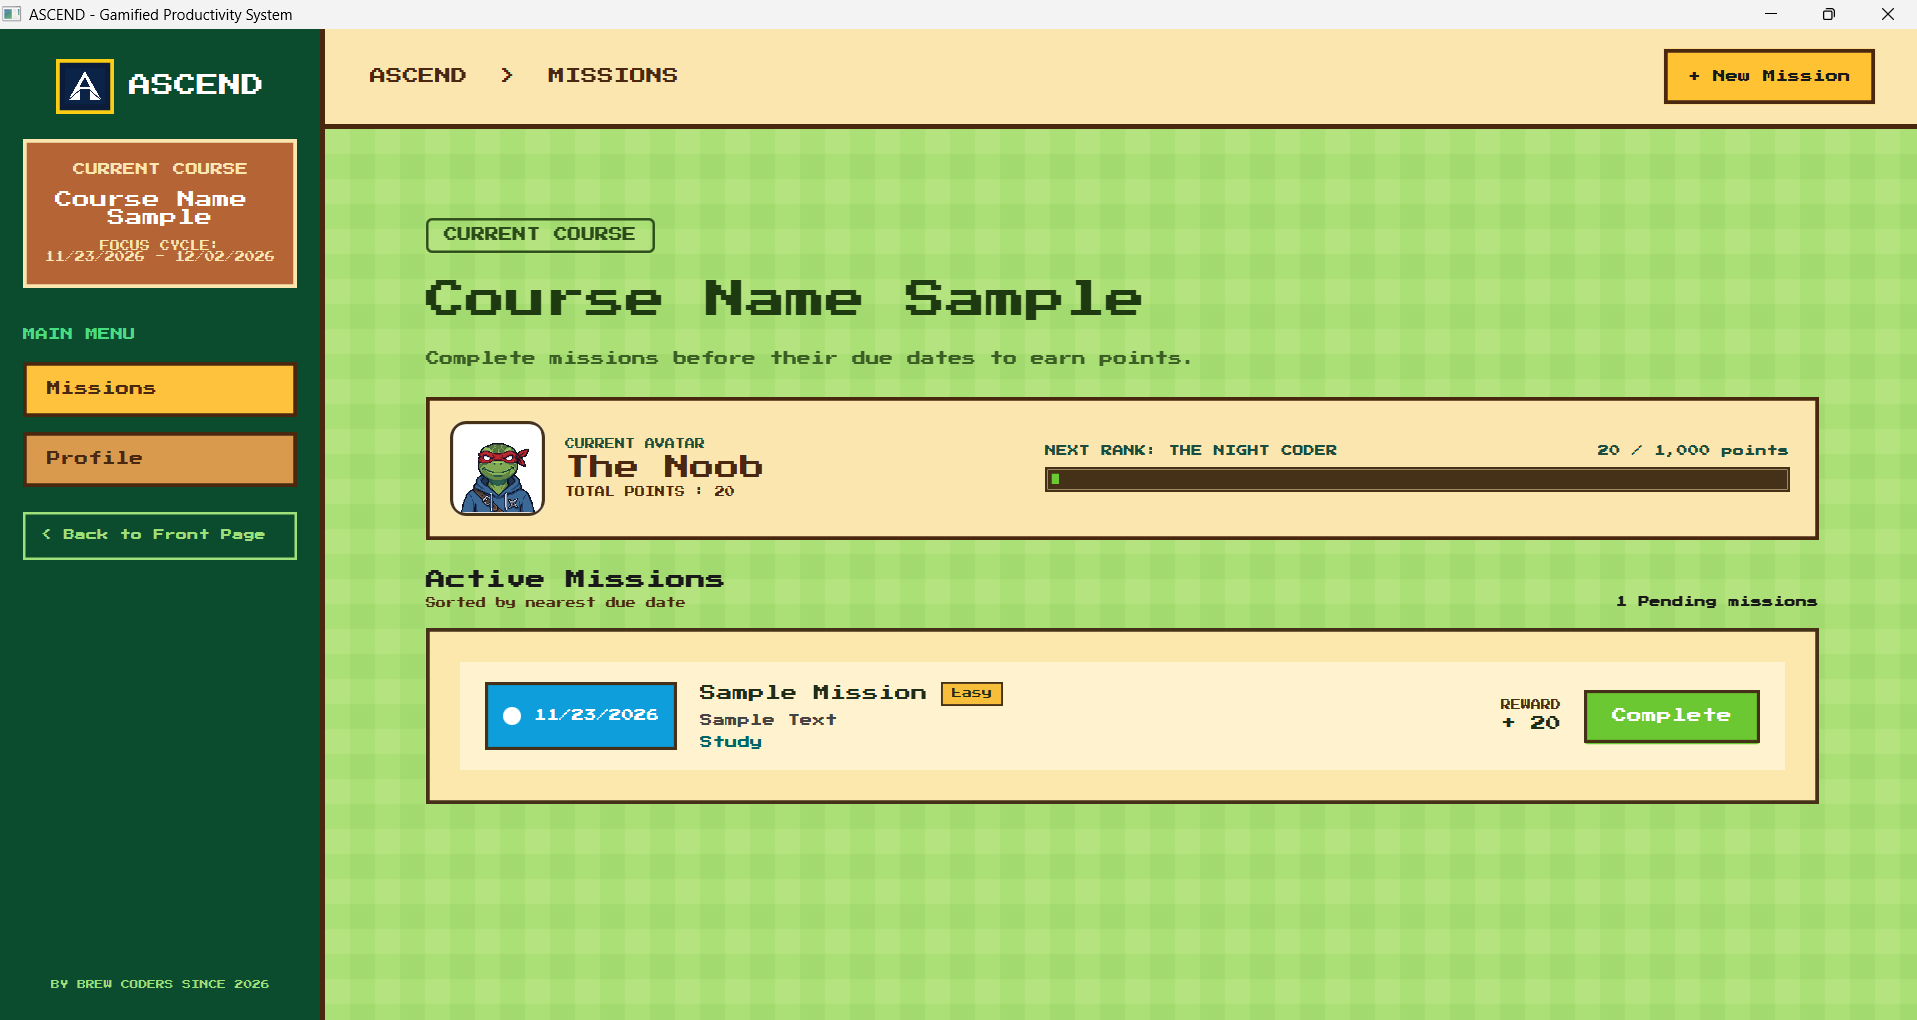 ASCEND - Gamified Productivity System
ASCEND
CURRENT COURSE
Course Name
Sample
FOCUS CYCLE:
11/23/2026 - 12/02/2026
MAIN MENU
Missions
Profile
< Back to Front Page
BY BREW CODERS SINCE 2026
ASCEND > MISSIONS
+ New Mission
CURRENT COURSE
Course Name Sample
Complete missions before their due dates to earn points.
CURRENT AVATAR
The Noob
TOTAL POINTS : 20
NEXT RANK: THE NIGHT CODER
20 / 1,000 points
Active Missions
Sorted by nearest due date
1 Pending missions
11/23/2026
Sample Mission Easy
Sample Text
Study
REWARD
+ 20
Complete